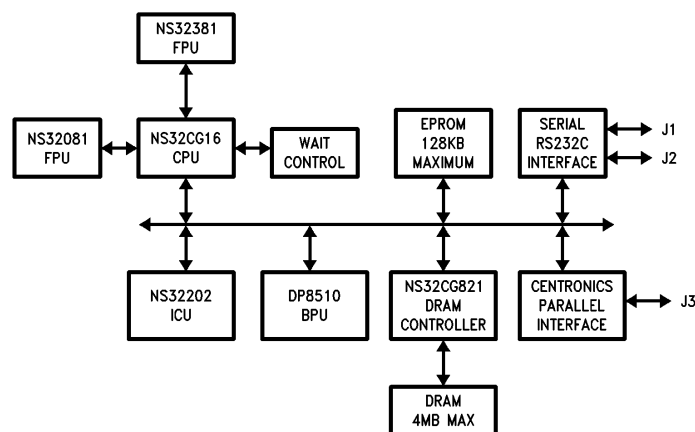 NS32381
FPU
NS32081
FPU
NS32CG16
CPU
WAIT
CONTROL
EPROM
128KB
MAXIMUM
SERIAL
RS232C
INTERFACE
J1
J2
NS32202
ICU
DP8510
BPU
NS32CG821
DRAM
CONTROLLER
CENTRONICS
PARALLEL
INTERFACE
J3
DRAM
4MB MAX